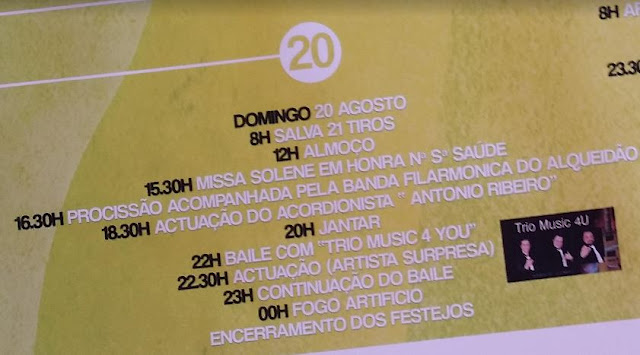 20
8H
23.30
DOMINGO 20 AGOSTO
8H SALVA 21 TIROS
12H ALMOÇO
15.30H MISSA SOLENE EM HONRA Nª Sª SAÚDE
16.30H PROCISSÃO ACOMPANHADA PELA BANDA FILARMONICA DO ALQUEIDÃO
18.30H ACTUAÇÃO DO ACORDIONISTA " ANTONIO RIBEIRO"
20H JANTAR
22H BAILE COM "TRIO MUSIC 4 YOU"
22.30H ACTUAÇÃO (ARTISTA SURPRESA)
23H CONTINUAÇÃO DO BAILE
00H FOGO ARTIFICIO
ENCERRAMENTO DOS FESTEJOS
Trio Music 4U